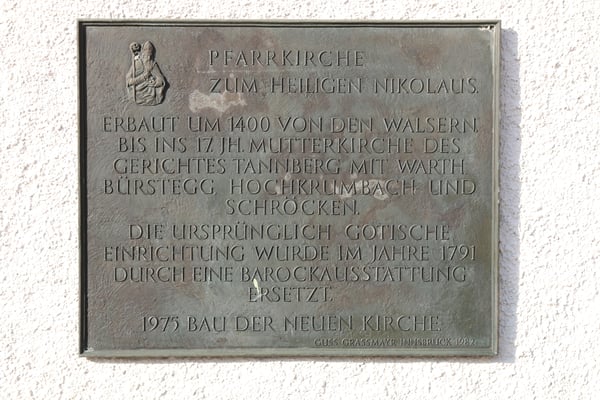 PFARRKIRCHE
ZUM HEILIGEN NIKOLAUS.
ERBAUT UM 1400 VON DEN WALSERN.
BIS INS 17. JH. MUTTERKIRCHE DES
GERICHTES TANNBERG MIT WARTH
BÜRSTEGG HOCHKRUMBACH UND
SCHRÖCKEN.
DIE URSPRÜNGLICH GOTISCHE
EINRICHTUNG WURDE IM JAHRE 1791
DURCH EINE BAROCKAUSSTATTUNG
ERSETZT.
1975 BAU DER NEUEN KIRCHE.
GUSS GRASSMAYR INNSBRUCK 1982